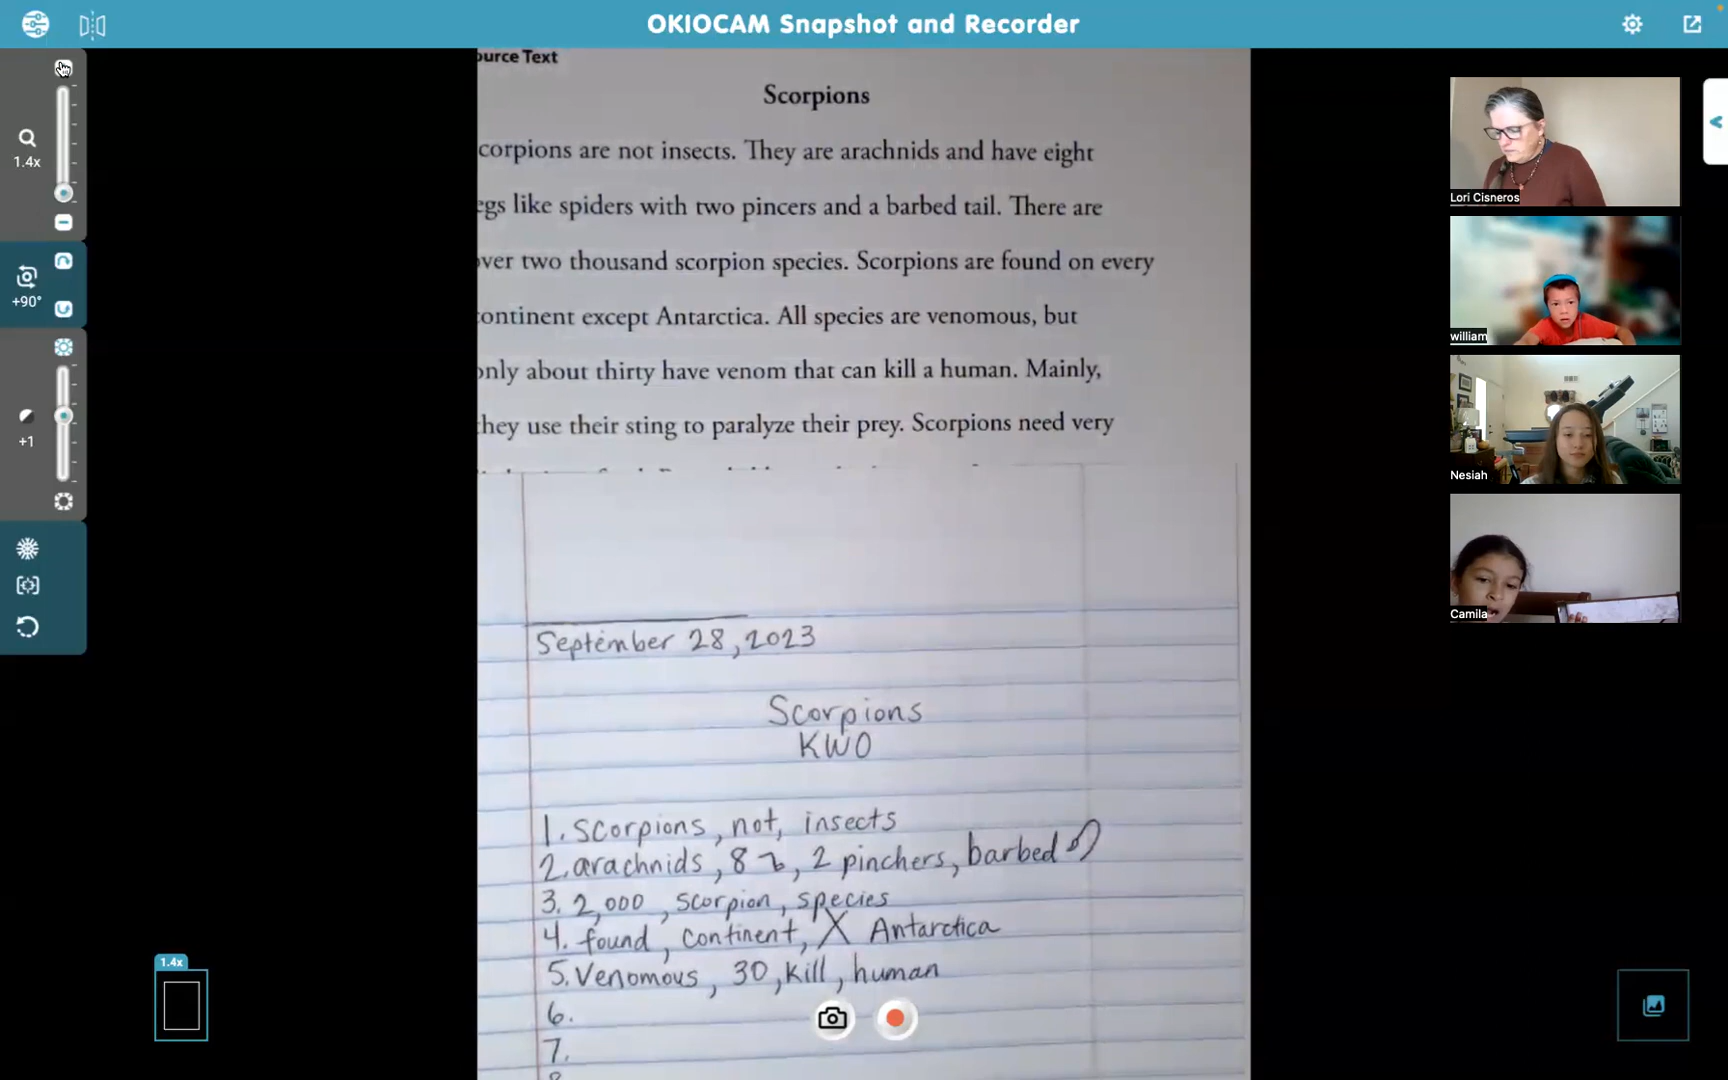 OKIOCAM Snapshot and Recorder
ource Text
Scorpions
corpions are not insects. They are arachnids and have eight
egs like spiders with two pincers and a barbed tail. There are
ver two thousand scorpion species. Scorpions are found on every
ontinent except Antarctica. All species are venomous, but
only about thirty have venom that can kill a human. Mainly,
they use their sting to paralyze their prey. Scorpions need very
September 28, 2023
Scorpions
KWO
1. scorpions, not, insects
2. arachnids, 8, 2 pinchers, barbed
3. 2,000, scorpion, species
4. found, continent, X Antarctica
5. Venomous, 30, kill, human
6.
7.
8
1.4x
+90°
+1
1.4x
Lori Cisneros
william
Nesiah
Camila